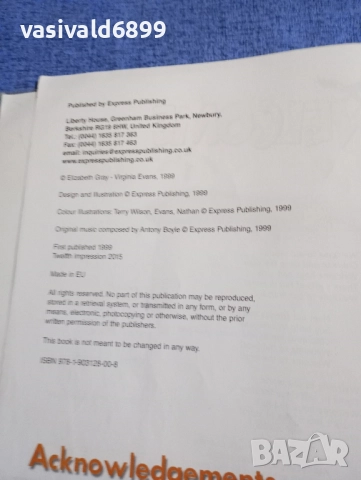 vasivald6899
Published by Express Publishing
Liberty House, Greenham Business Park, Newbury,
Berkshire RG19 6HW, United Kingdom
Tel.: (0044) 1635 817 363
Fax: (0044) 1635 817 463
email: inquiries@expresspublishing.co.uk
www.expresspublishing.co.uk
© Elizabeth Gray - Virginia Evans, 1999
Design and Illustration © Express Publishing, 1999
Colour Illustrations: Terry Wilson, Evans, Nathan © Express Publishing, 1999
Original music composed by Antony Boyle © Express Publishing, 1999
First published 1999
Twelfth impression 2015
Made in EU
All rights reserved. No part of this publication may be reproduced,
stored in a retrieval system, or transmitted in any form, or by any
means, electronic, photocopying or otherwise, without the prior
written permission of the publishers.
This book is not meant to be changed in any way.
ISBN 978-1-903128-00-8
Acknowledgements
BAZAR
bg